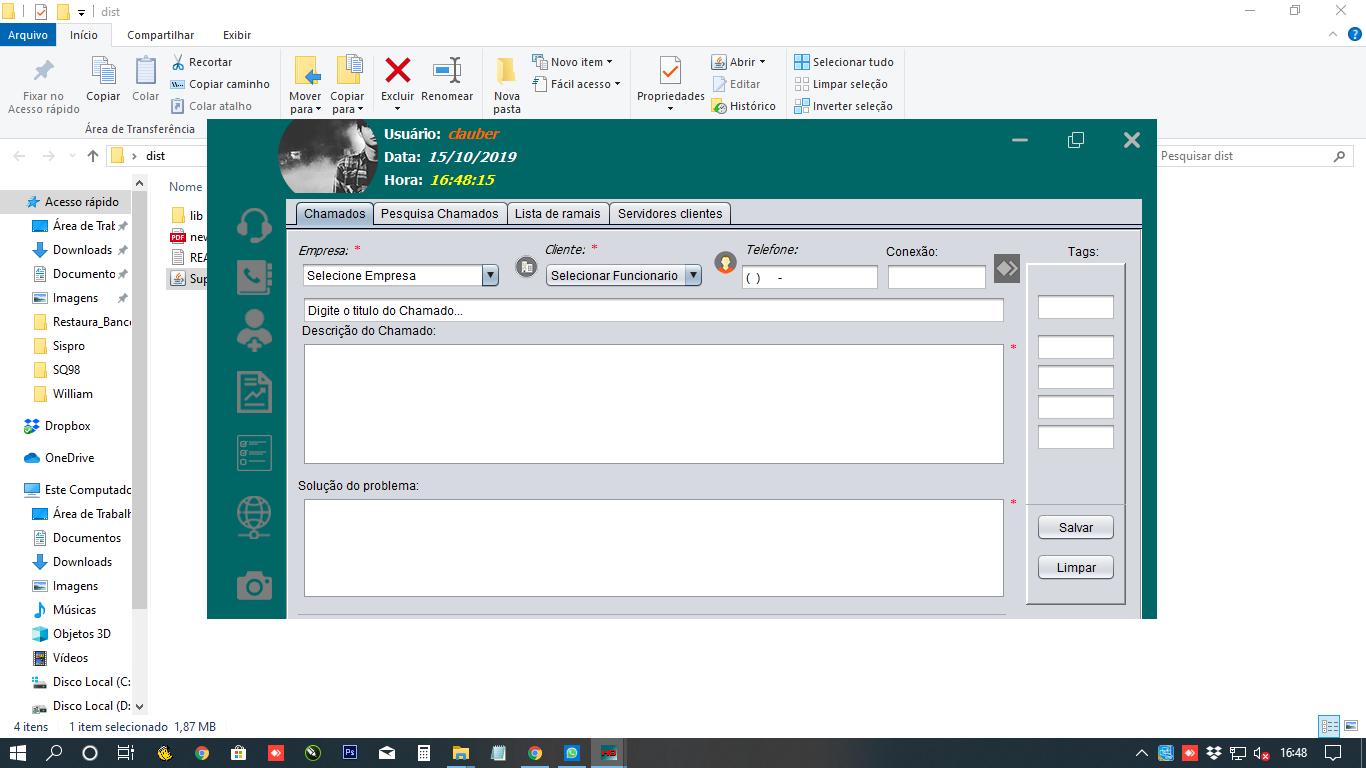 dist
Arquivo Início Compartilhar Exibir
Fixar no Acesso rápido
Copiar
Colar
Recortar
Copiar caminho
Colar atalho
Área de Transferência
Mover para
Copiar para
Excluir
Renomear
Nova pasta
Novo item
Fácil acesso
Propriedades
Abrir
Editar
Histórico
Selecionar tudo
Limpar seleção
Inverter seleção
dist
Pesquisar dist
Nome
lib
new
REA
Sup
Acesso rápido
Área de Trab
Downloads
Documento
Imagens
Restaura_Banco
Sispro
SQ98
William
Dropbox
OneDrive
Este Computado
Área de Trabalh
Documentos
Downloads
Imagens
Músicas
Objetos 3D
Vídeos
Disco Local (C:
Disco Local (D:
Usuário: clauber
Data: 15/10/2019
Hora: 16:48:15
Chamados Pesquisa Chamados Lista de ramais Servidores clientes
Empresa: * Cliente: * Telefone: Conexão: Tags:
Selecione Empresa Selecionar Funcionario ( ) -
Digite o titulo do Chamado...
Descrição do Chamado:
*
Solução do problema:
*
Salvar
Limpar
4 itens 1 item selecionado 1,87 MB
Ps
16:48